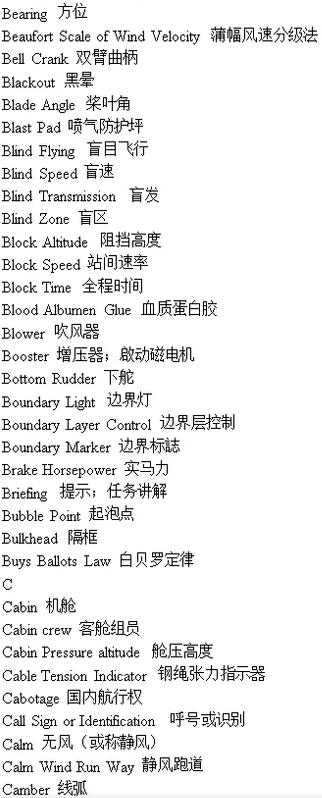 Bearing 方位
Beaufort Scale of Wind Velocity 蒲幅风速分级法
Bell Crank 双臂曲柄
Blackout 黑晕
Blade Angle 桨叶角
Blast Pad 喷气防护坪
Blind Flying 盲目飞行
Blind Speed 盲速
Blind Transmission 盲发
Blind Zone 盲区
Block Altitude 阻挡高度
Block Speed 站间速率
Block Time 全程时间
Blood Albumen Glue 血质蛋白胶
Blower 吹风器
Booster 增压器；啟动磁电机
Bottom Rudder 下舵
Boundary Light 边界灯
Boundary Layer Control 边界层控制
Boundary Marker 边界标誌
Brake Horsepower 实马力
Briefing 提示；任务讲解
Bubble Point 起泡点
Bulkhead 隔框
Buys Ballots Law 白贝罗定律
C
Cabin 机舱
Cabin crew 客舱组员
Cabin Pressure altitude 舱压高度
Cable Tension Indicator 钢绳张力指示器
Cabotage 国内航行权
Call Sign or Identification 呼号或识别
Calm 无风（或称静风）
Calm Wind Run Way 静风跑道
Camber 线弧